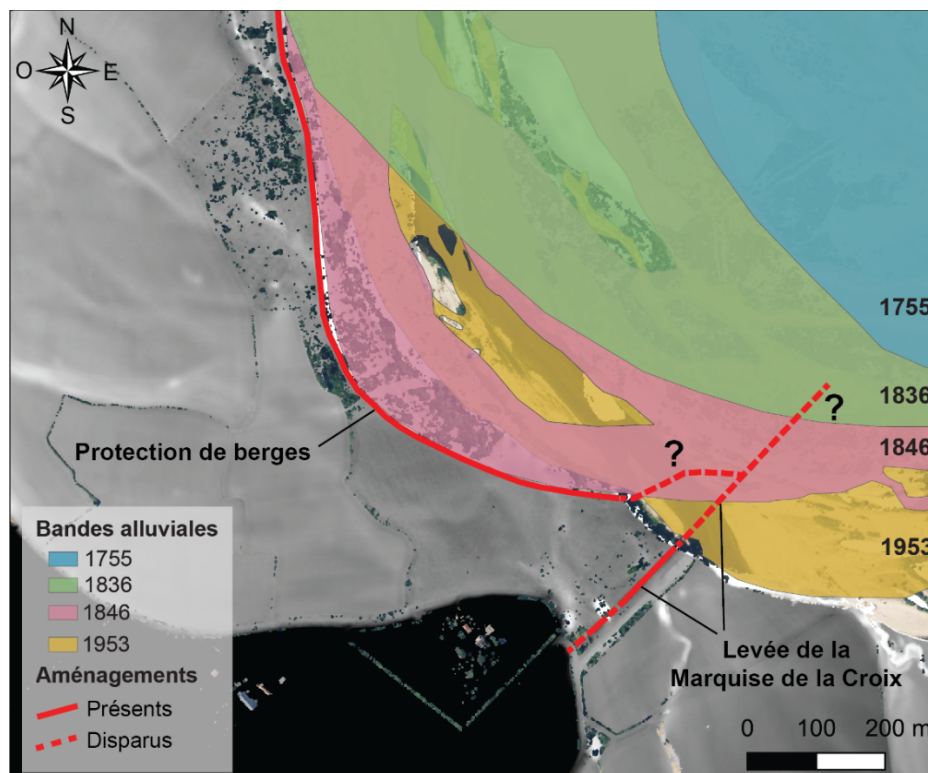 N
O E
S
1755
1836
?
?
1846
Protection de berges
1953
Bandes alluviales
1755
1836
1846
1953
Aménagements
Présents
Disparus
Levée de la
Marquise de la Croix
0 100 200 m